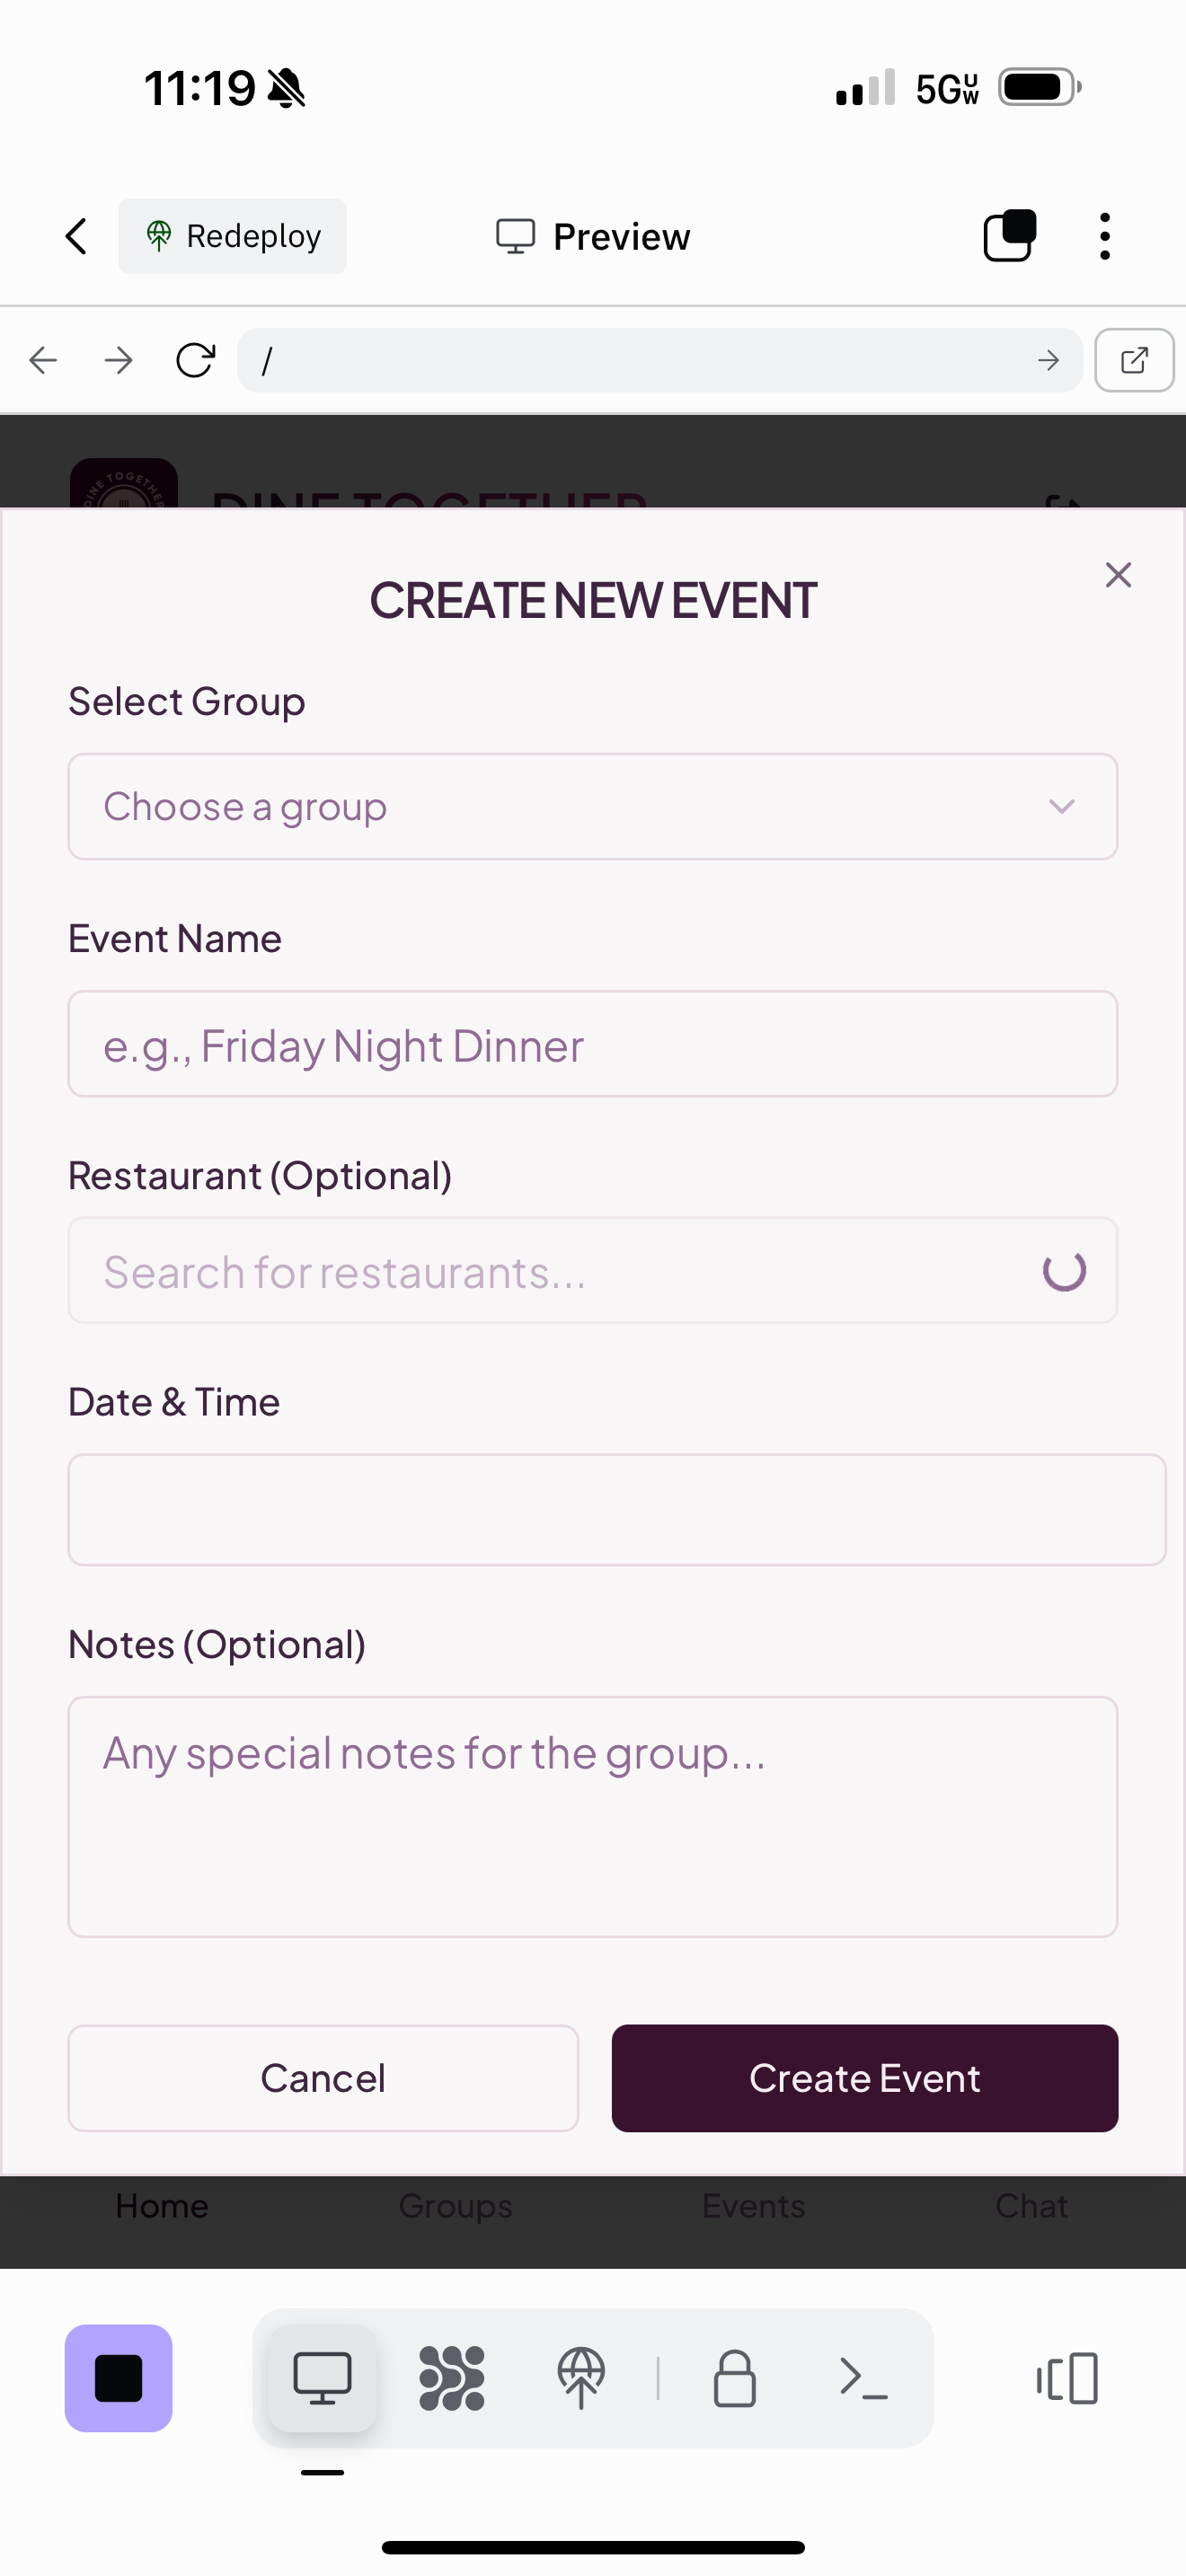 11:19
5G UW
Redeploy
Preview
/
DINE TOGETHER
DINE TOGETHER
CREATE NEW EVENT
Select Group
Choose a group
Event Name
e.g., Friday Night Dinner
Restaurant (Optional)
Search for restaurants...
Date & Time
Notes (Optional)
Any special notes for the group...
Cancel
Create Event
Home
Groups
Events
Chat